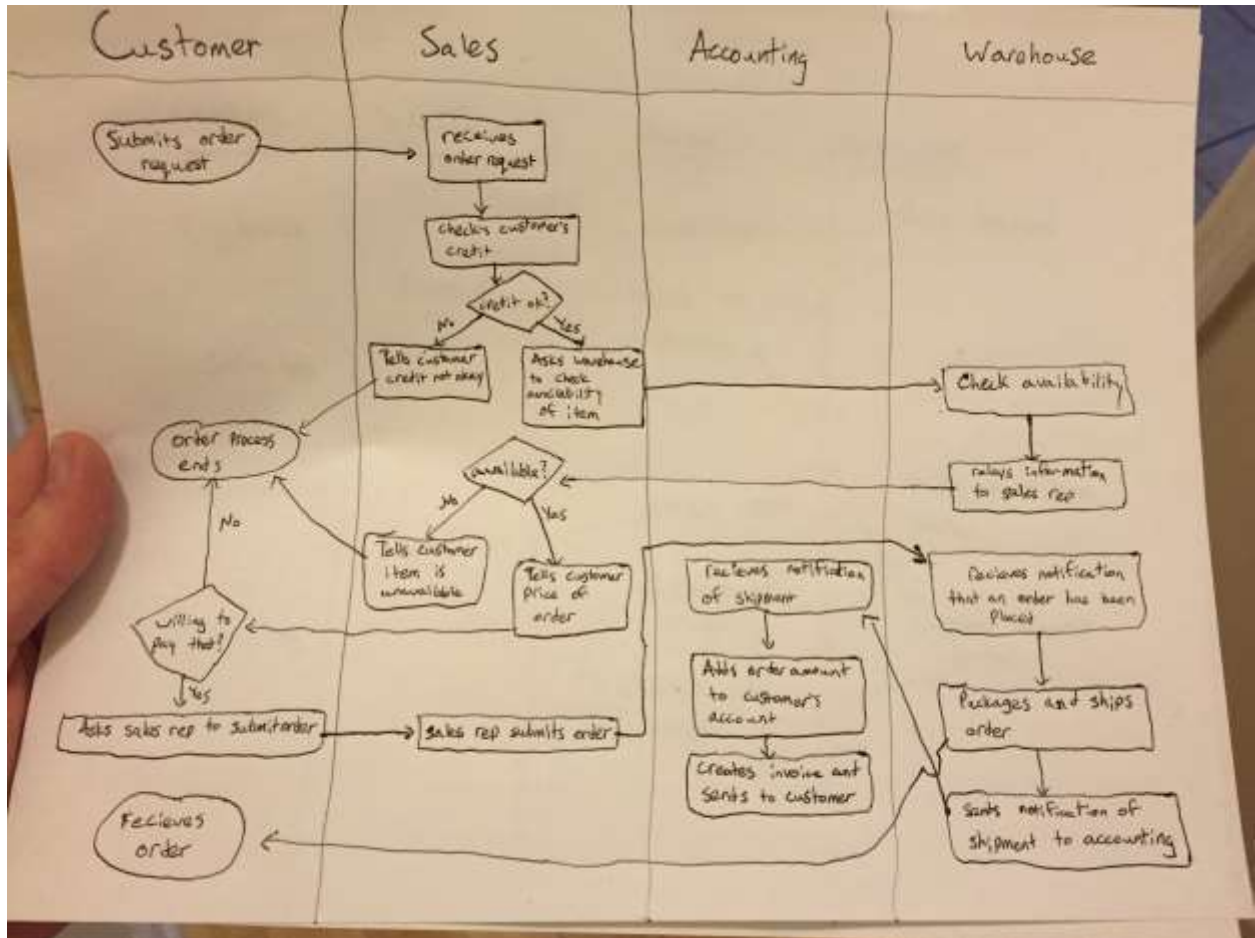 Customer
Sales
Accounting
Warehouse
Submits order
request
receives
order request
Checks customer's
credit
credit ok?
No
Yes
Tells customer
credit not okay
Asks warehouse
to check
availability
of item
Check availability
relays information
to sales rep
available?
No
Yes
order Process
ends
Tells customer
item is
unavailable
Tells customer
price of
order
No
willing to
pay that?
Yes
Asks sales rep to submit order
Sales rep submits order
recieves notification
that an order has been
placed
Packages and ships
order
Sents notification of
shipment to accounting
recieves notification
of shipment
Adds order amount
to customer's
account
Creates invoice and
sents to customer
recieves
order